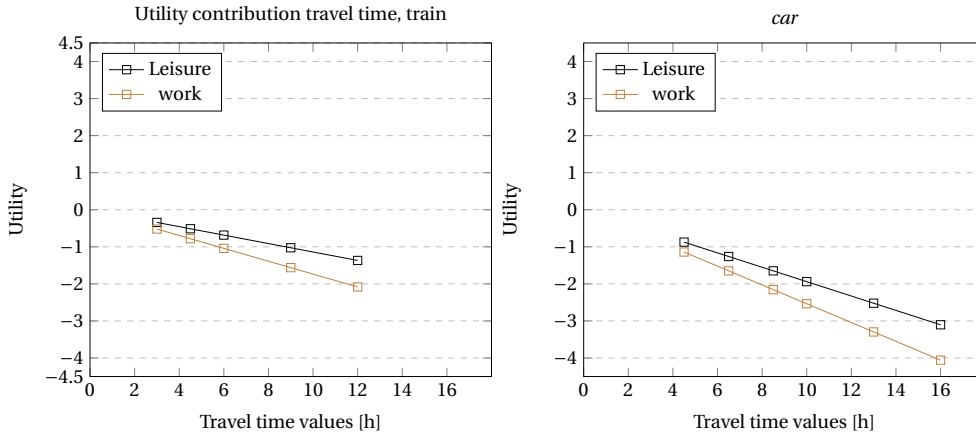 Utility contribution travel time, train
4.5
4
3
2
1
0
−1
−2
−3
−4
−4.5
0 2 4 6 8 10 12 14 16
Utility
Travel time values [h]
Leisure
work
car
4
3
2
1
0
−1
−2
−3
−4
0 2 4 6 8 10 12 14 16
Utility
Travel time values [h]
Leisure
work